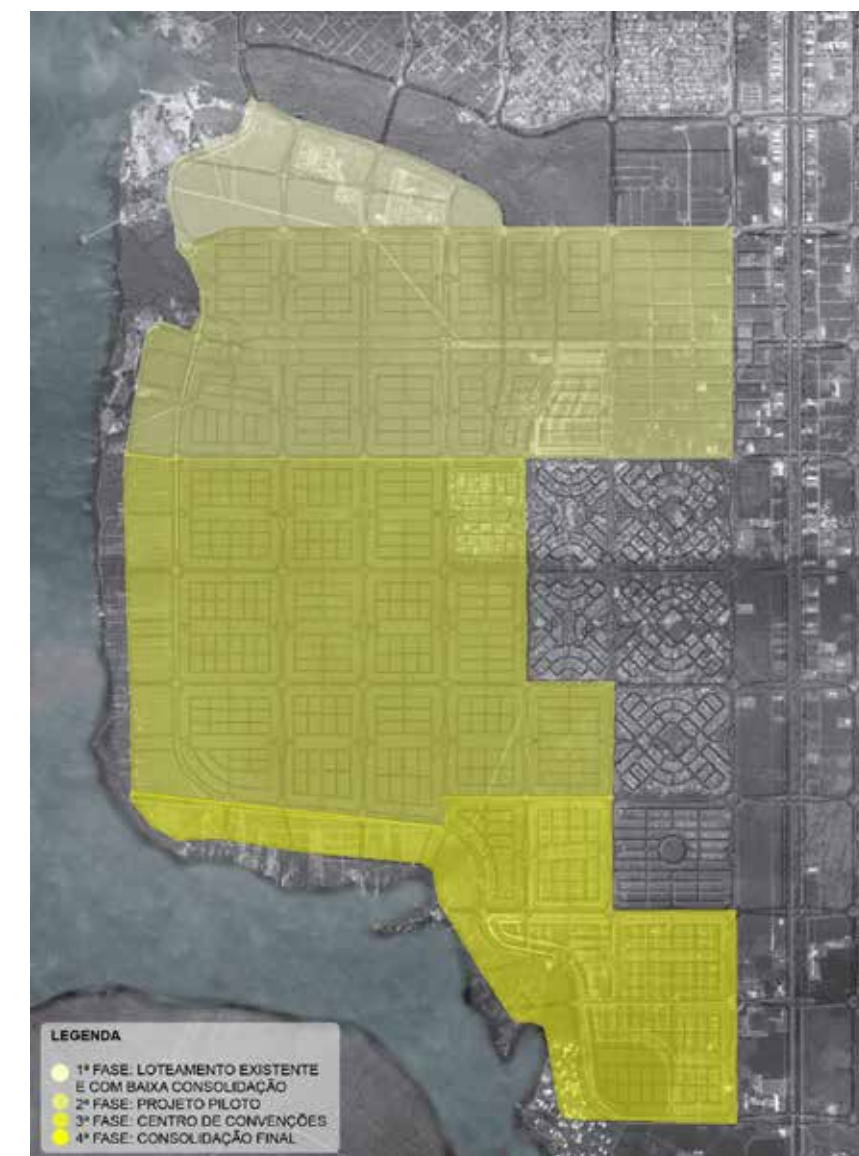 LEGENDA
1ª FASE: LOTEAMENTO EXISTENTE
E COM BAIXA CONSOLIDAÇÃO
2ª FASE: PROJETO PILOTO
3ª FASE: CENTRO DE CONVENÇÕES
4ª FASE: CONSOLIDAÇÃO FINAL